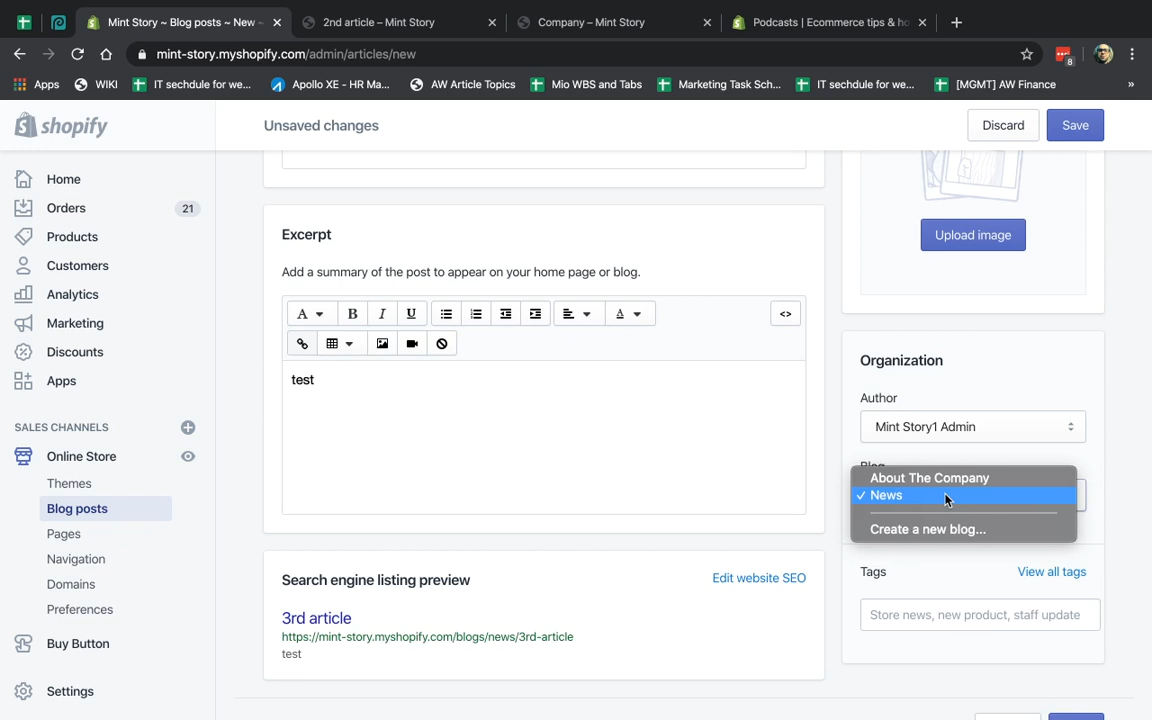 Mint Story ~ Blog posts ~ New
2nd article – Mint Story
Company – Mint Story
Podcasts | Ecommerce tips & ho
mint-story.myshopify.com/admin/articles/new
8
Apps
WIKI
IT sechdule for we...
Apollo XE - HR Ma...
AW Article Topics
Mio WBS and Tabs
Marketing Task Sch...
IT sechdule for we...
[MGMT] AW Finance
»
shopify
Unsaved changes
Discard
Save
Home
Orders
21
Products
Customers
Analytics
Marketing
Discounts
Apps
SALES CHANNELS
Online Store
Themes
Blog posts
Pages
Navigation
Domains
Preferences
Buy Button
Settings
Excerpt
Add a summary of the post to appear on your home page or blog.
A
B
I
U
A
<>
test
Search engine listing preview
Edit website SEO
3rd article
https://mint-story.myshopify.com/blogs/news/3rd-article
test
Upload image
Organization
Author
Mint Story1 Admin
Blog
About The Company
✓ News
Create a new blog...
Tags
View all tags
Store news, new product, staff update